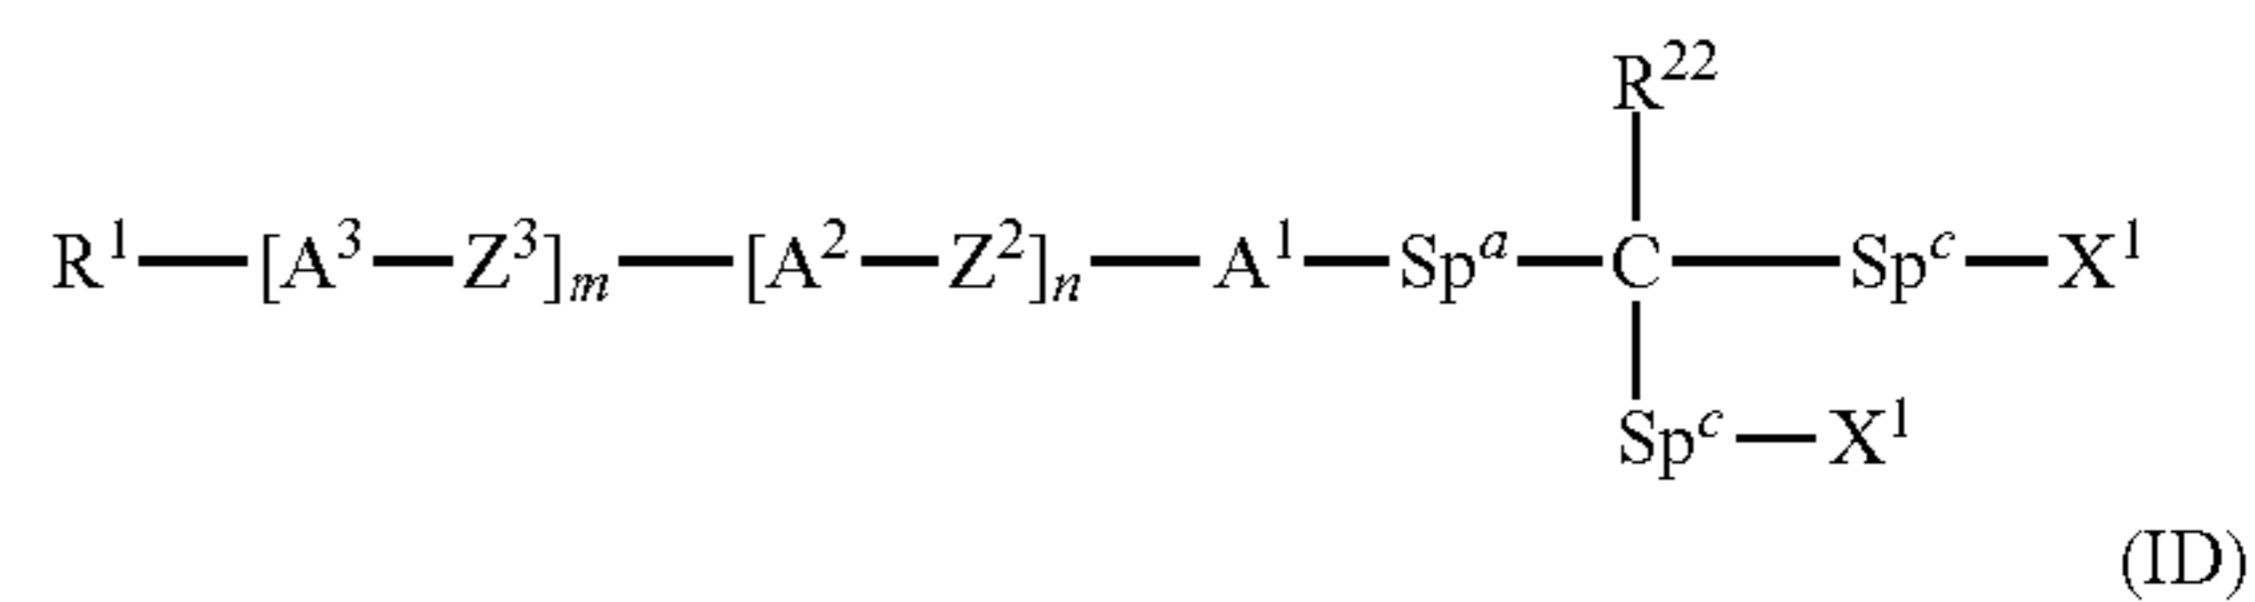 R²²
R¹—[A³—Z³]ₘ—[A²—Z²]ₙ—A¹—Spᵃ—C—Spᶜ—X¹
Spᶜ—X¹
(ID)